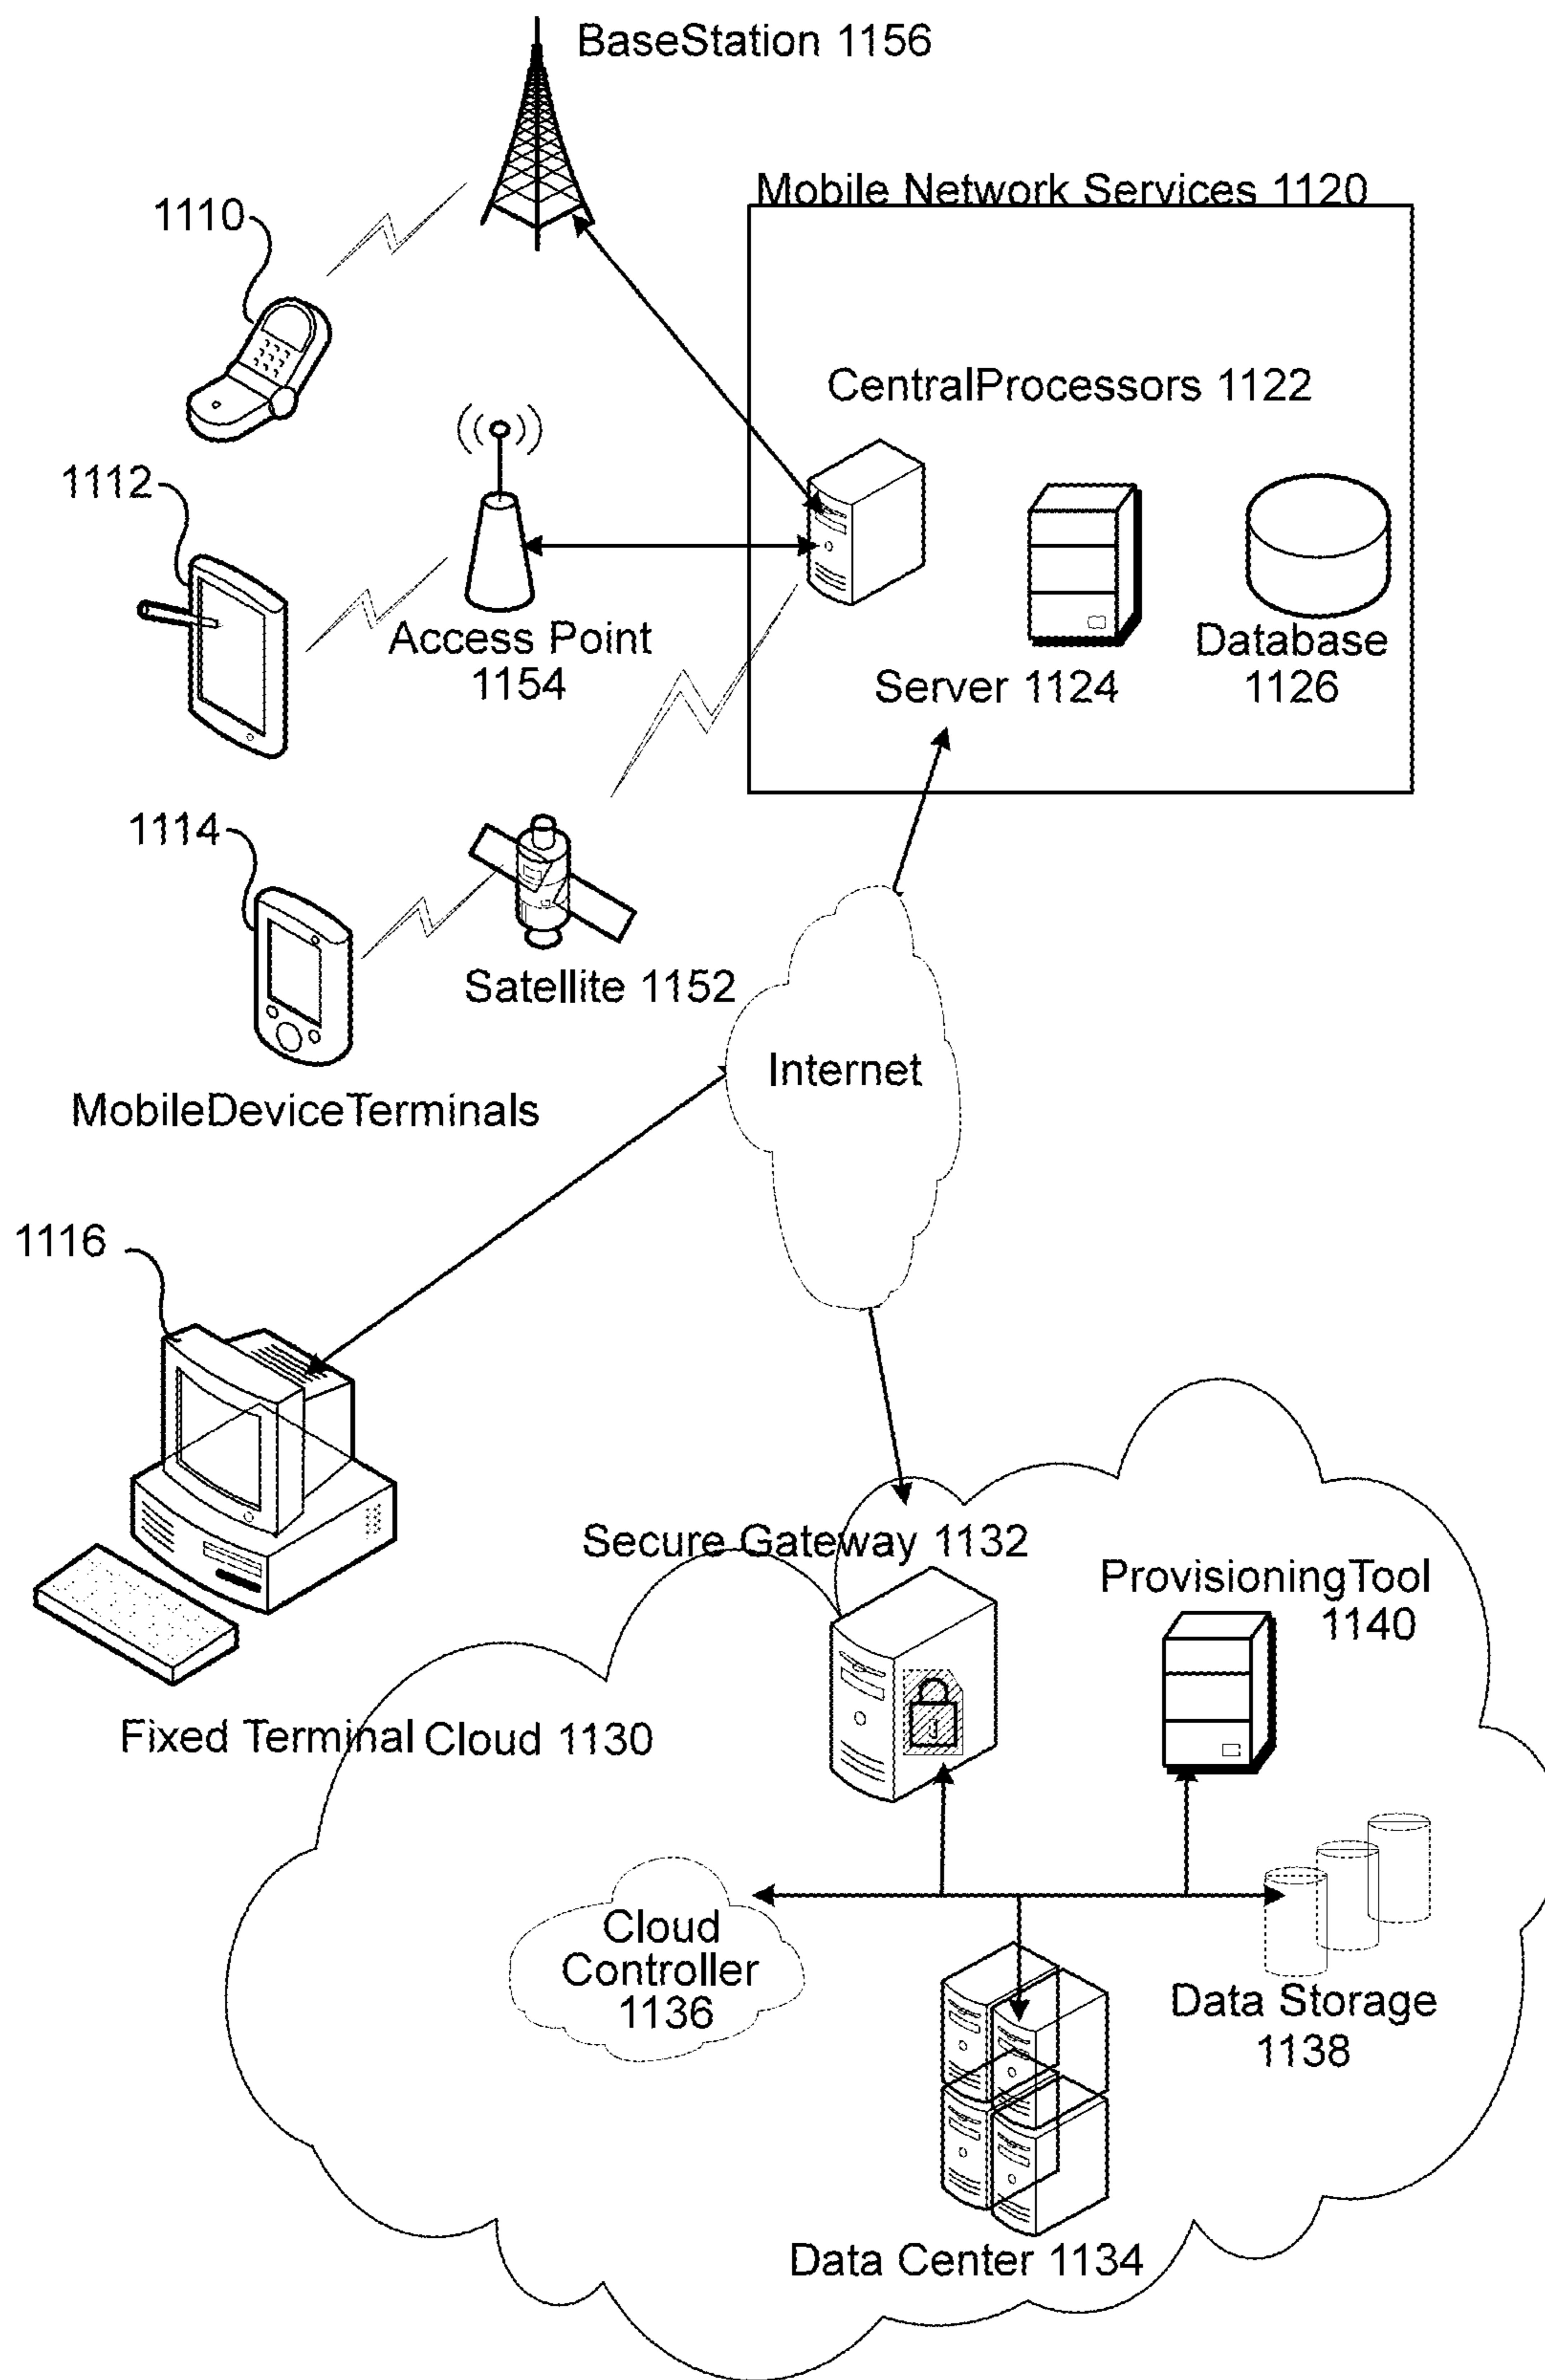 BaseStation 1156
Mobile Network Services 1120
1110
CentralProcessors 1122
1112
Access Point
1154
Server 1124
Database
1126
1114
Satellite 1152
Internet
MobileDeviceTerminals
1116
Secure Gateway 1132
ProvisioningTool
1140
Fixed Terminal Cloud 1130
Cloud
Controller
1136
Data Storage
1138
Data Center 1134